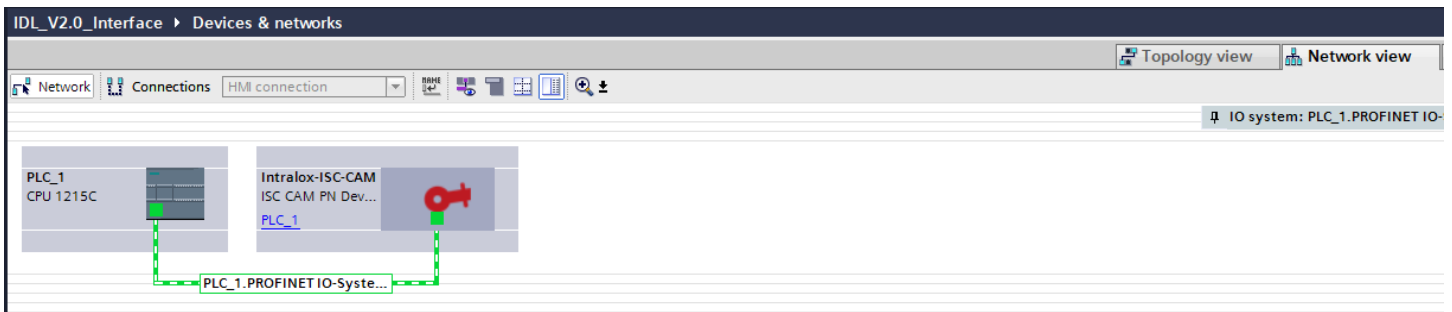 IDL_V2.0_Interface ▸ Devices & networks
Topology view
Network view
Network
Connections
HMI connection
NAME
IO system: PLC_1.PROFINET IO-
PLC_1
CPU 1215C
Intralox-ISC-CAM
ISC CAM PN Dev...
PLC_1
PLC_1.PROFINET IO-Syste...